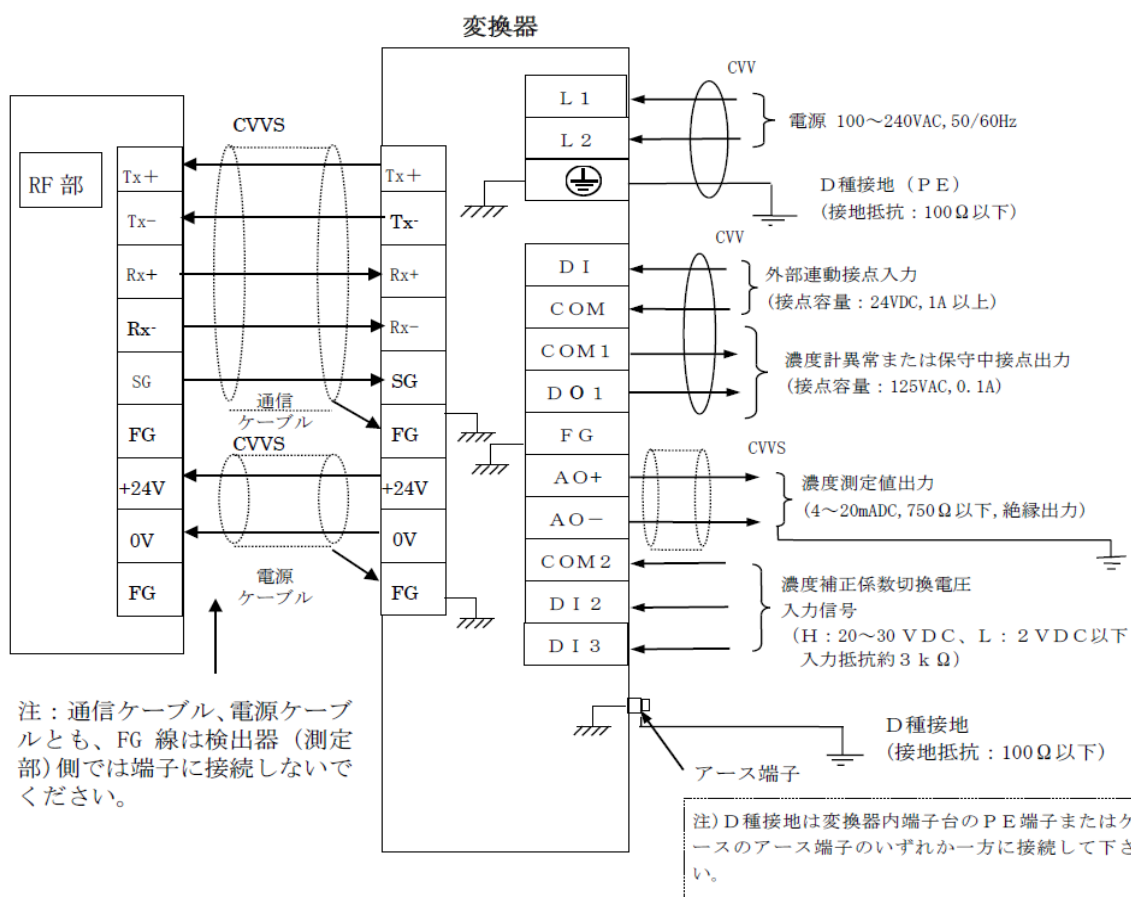 変換器
RF 部
CVVS
Tx＋
Tx-
Rx+
Rx-
SG
FG
+24V
0V
FG
通信
ケーブル
CVVS
電源
ケーブル
Tx＋
Tx-
Rx+
Rx-
SG
FG
+24V
0V
FG
L１
L２
DI
COM
COM１
DO１
FG
AO+
AO－
COM２
DI２
DI３
CVV
電源 100～240VAC, 50/60Hz
D種接地（PE）
(接地抵抗：100Ω以下)
CVV
外部連動接点入力
(接点容量：24VDC, 1A 以上)
濃度計異常または保守中接点出力
(接点容量：125VAC, 0.1A)
CVVS
濃度測定値出力
(4～20mADC, 750Ω以下, 絶縁出力)
濃度補正係数切換電圧
入力信号
（H：20～30 VDC、L：2 VDC以下
入力抵抗約3 kΩ）
D種接地
(接地抵抗：100Ω以下)
アース端子
注：通信ケーブル、電源ケーブ
ルとも、FG 線は検出器（測定
部）側では端子に接続しないで
ください。
注）D種接地は変換器内端子台のPE端子またはケ
ースのアース端子のいずれか一方に接続して下さ
い。